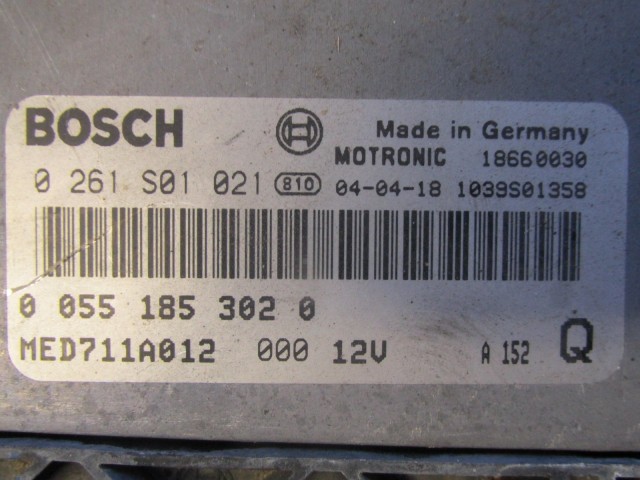 BOSCH Made in Germany
MOTRONIC 18660030
0 261 S01 021 810 04-04-18 1039S01358
0 055 185 302 0
MED711A012 000 12V A 152 Q